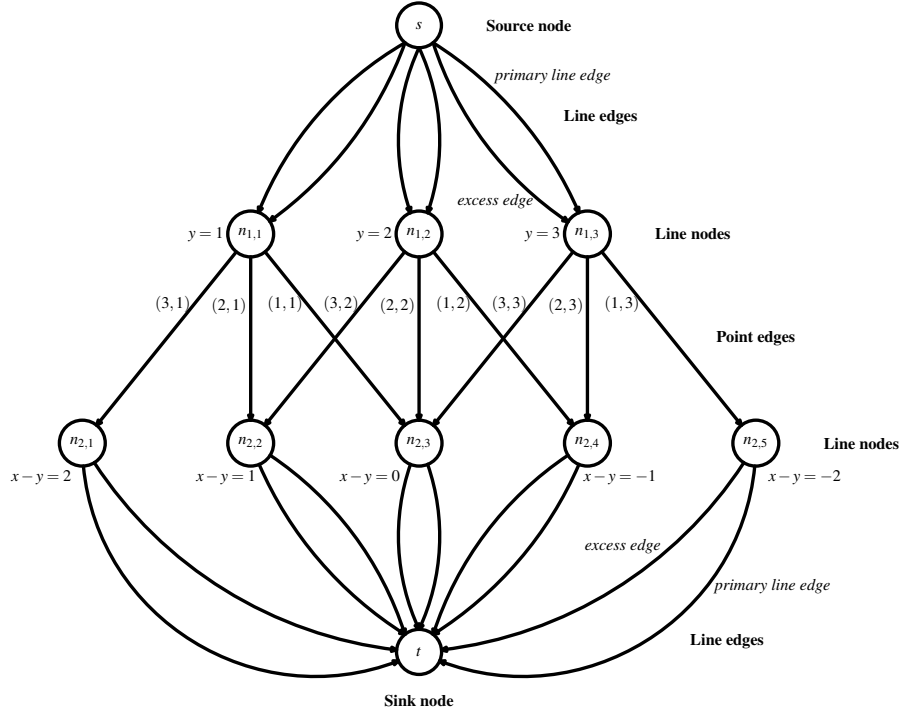 s
Source node
primary line edge
Line edges
excess edge
y = 1
n1,1
y = 2
n1,2
y = 3
n1,3
Line nodes
(3,1)
(2,1)
(1,1)
(3,2)
(2,2)
(1,2)
(3,3)
(2,3)
(1,3)
Point edges
n2,1
n2,2
n2,3
n2,4
n2,5
Line nodes
x − y = 2
x − y = 1
x − y = 0
x − y = −1
x − y = −2
excess edge
primary line edge
Line edges
t
Sink node